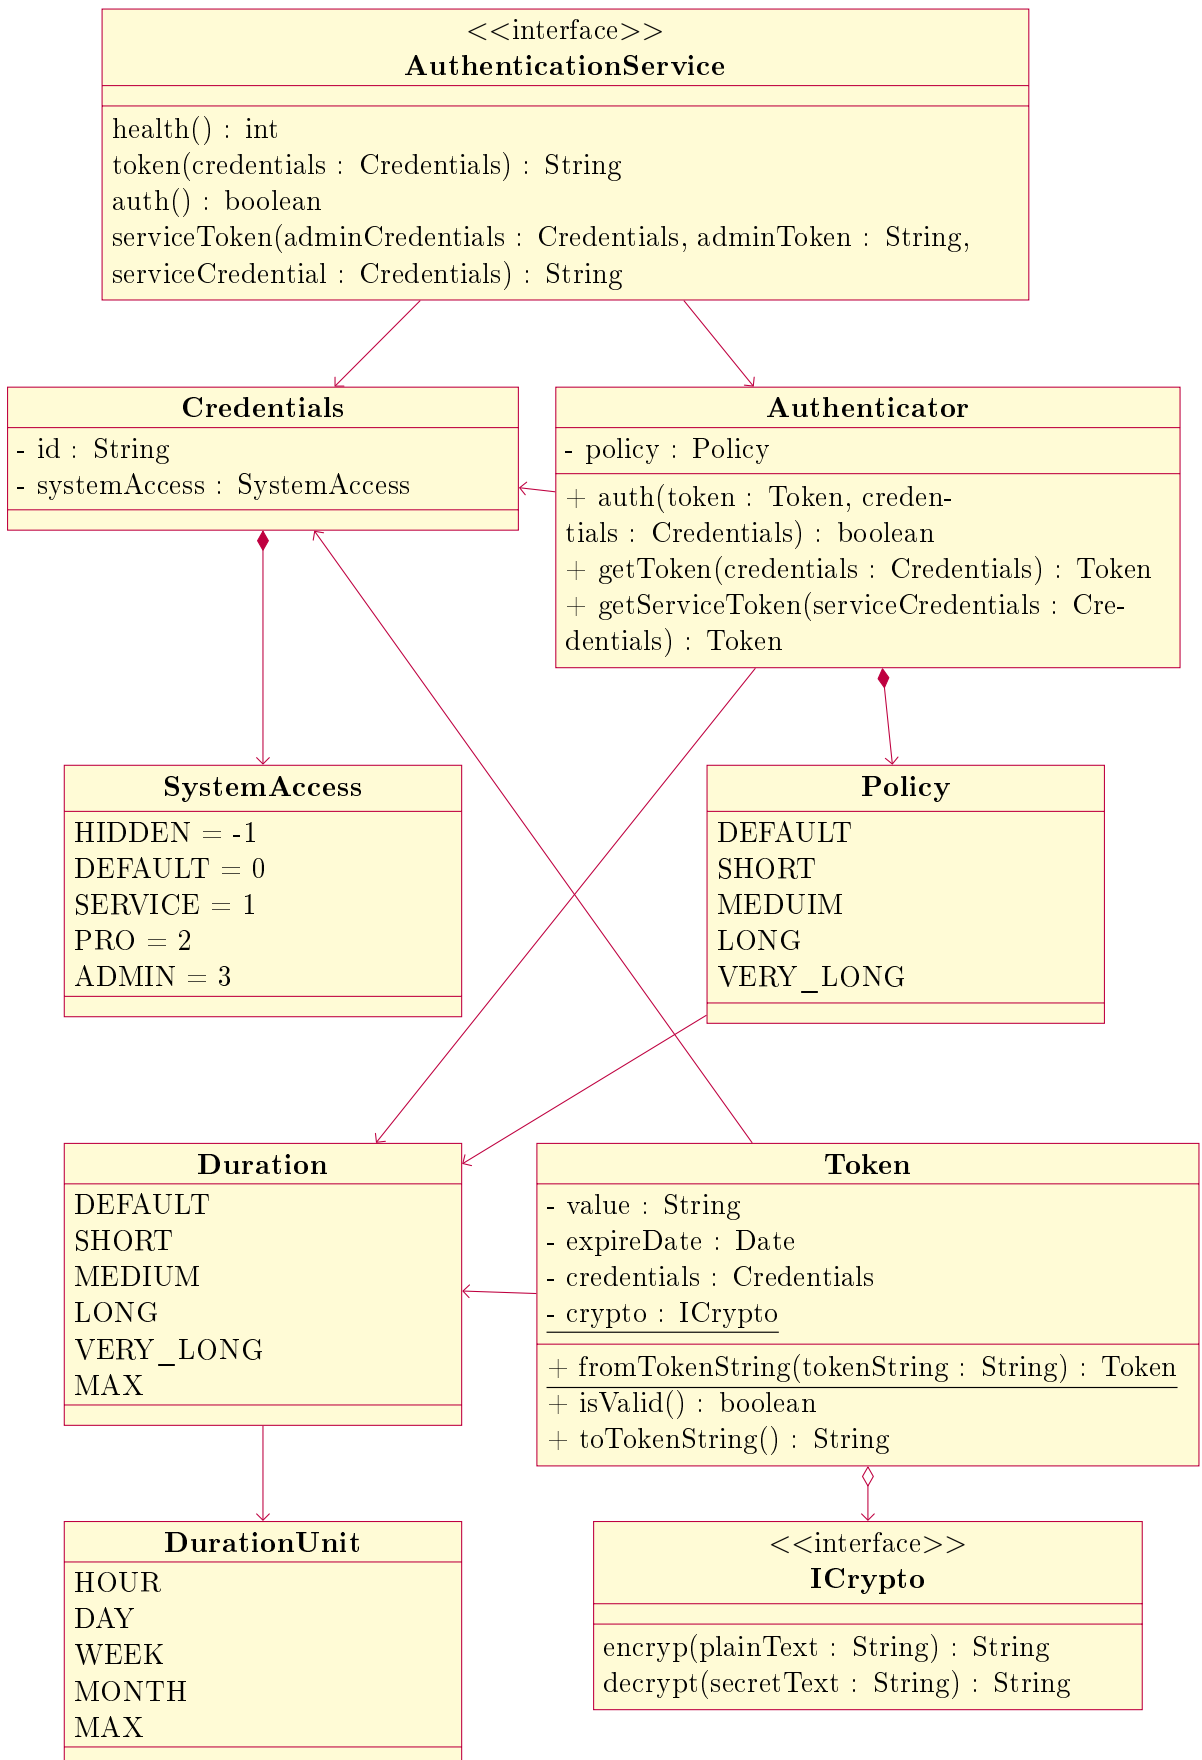 <<interface>>
AuthenticationService
health() : int
token(credentials : Credentials) : String
auth() : boolean
serviceToken(adminCredentials : Credentials, adminToken : String,
serviceCredential : Credentials) : String
Credentials
- id : String
- systemAccess : SystemAccess
Authenticator
- policy : Policy
+ auth(token : Token, creden-
tials : Credentials) : boolean
+ getToken(credentials : Credentials) : Token
+ getServiceToken(serviceCredentials : Cre-
dentials) : Token
SystemAccess
HIDDEN = -1
DEFAULT = 0
SERVICE = 1
PRO = 2
ADMIN = 3
Policy
DEFAULT
SHORT
MEDUIM
LONG
VERY_LONG
Duration
DEFAULT
SHORT
MEDIUM
LONG
VERY_LONG
MAX
Token
- value : String
- expireDate : Date
- credentials : Credentials
- crypto : ICrypto
+ fromTokenString(tokenString : String) : Token
+ isValid() : boolean
+ toTokenString() : String
DurationUnit
HOUR
DAY
WEEK
MONTH
MAX
<<interface>>
ICrypto
encryp(plainText : String) : String
decrypt(secretText : String) : String